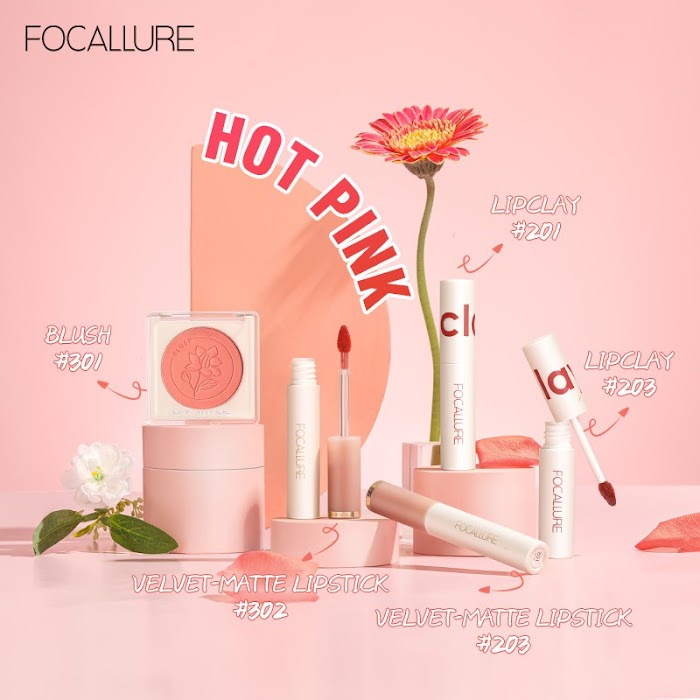 FOCALLURE
HOT PINK
LIPCLAY
#201
BLUSH
#301
LIPCLAY
#203
cl
lay
FOCALLURE
FOCALLURE
FOCALLURE
FOCALLURE
VELVET-MATTE LIPSTICK
#302
VELVET-MATTE LIPSTICK
#203